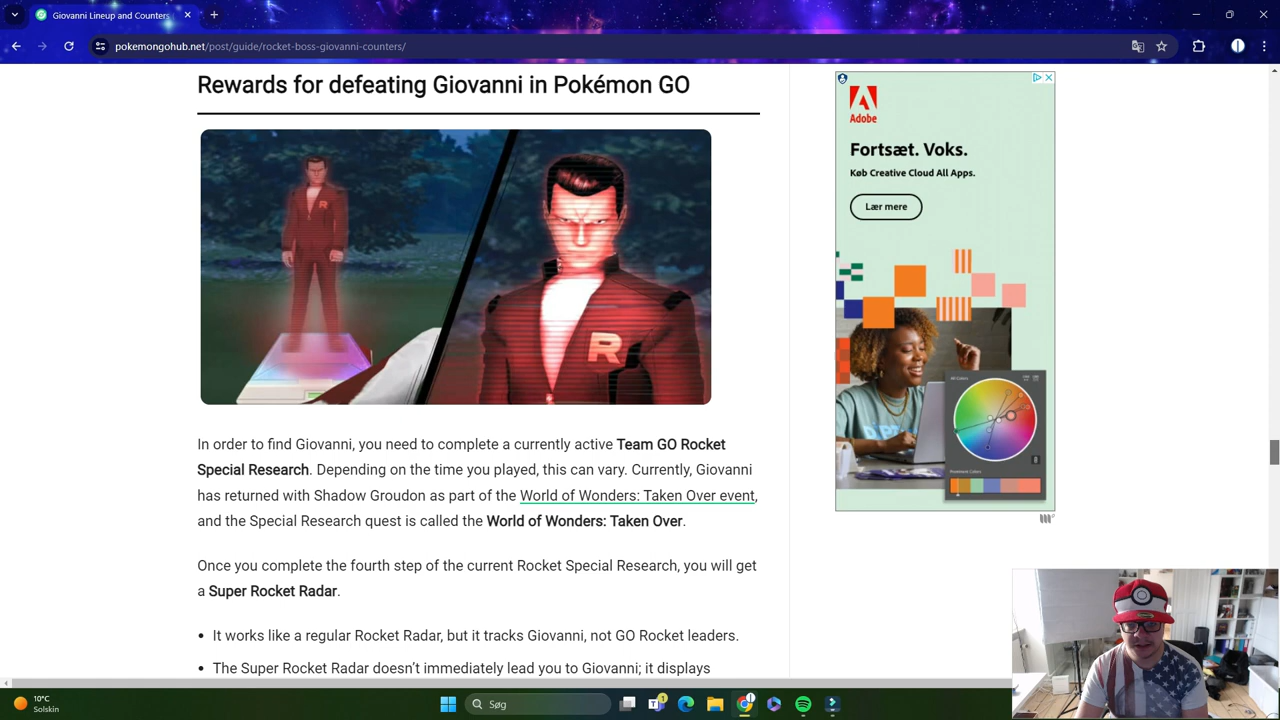 Giovanni Lineup and Counters
pokemongohub.net/post/guide/rocket-boss-giovanni-counters/
Rewards for defeating Giovanni in Pokémon GO
R
R
In order to find Giovanni, you need to complete a currently active Team GO Rocket
Special Research. Depending on the time you played, this can vary. Currently, Giovanni
has returned with Shadow Groudon as part of the World of Wonders: Taken Over event,
and the Special Research quest is called the World of Wonders: Taken Over.
Once you complete the fourth step of the current Rocket Special Research, you will get
a Super Rocket Radar.
• It works like a regular Rocket Radar, but it tracks Giovanni, not GO Rocket leaders.
• The Super Rocket Radar doesn't immediately lead you to Giovanni; it displays
Adobe
Fortsæt. Voks.
Køb Creative Cloud All Apps.
Lær mere
All Colors
Prominent Colors
10°C
Solskin
Søg
1